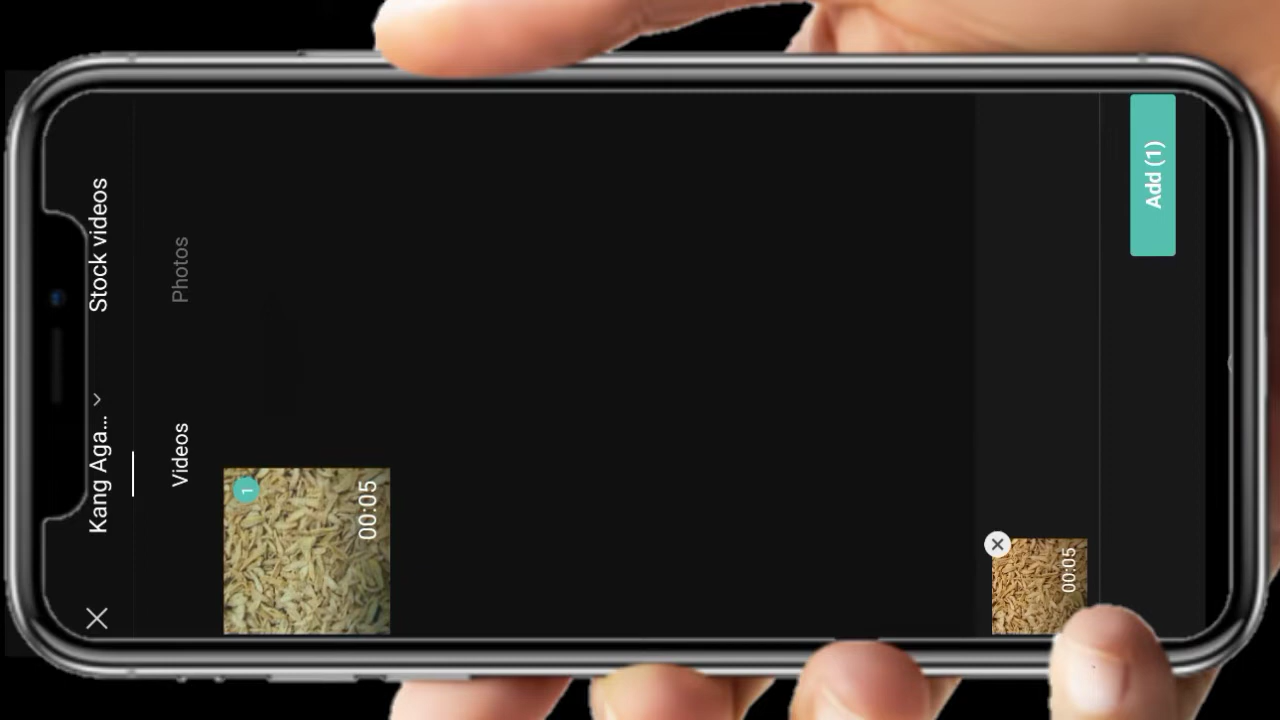 Kang Aga...
Stock videos
Videos
Photos
1
00:05
00:05
Add (1)